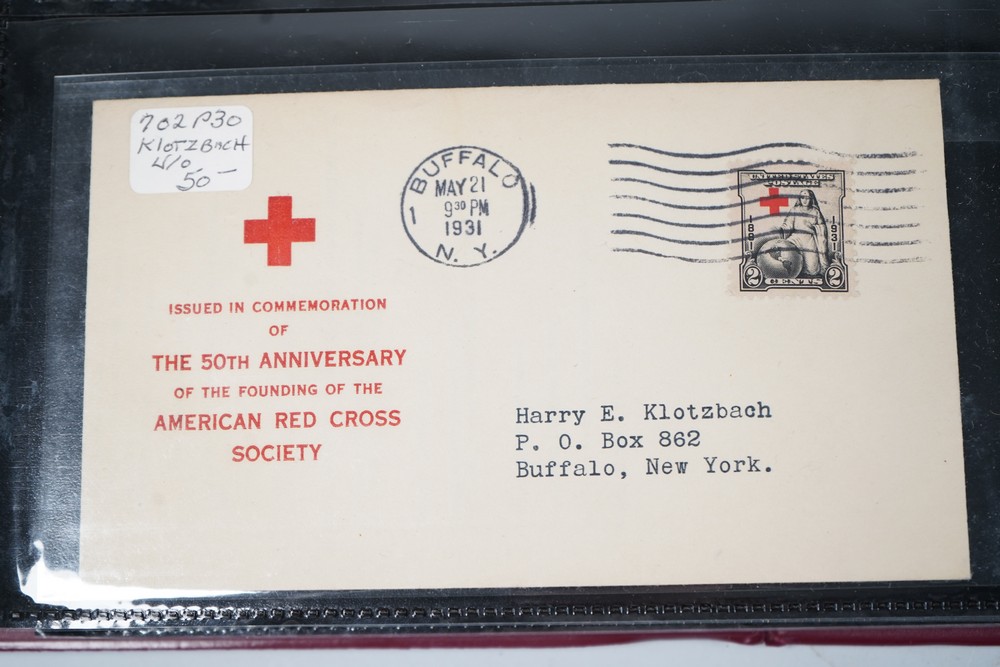 702 P30
KLOTZBACH
W/O
50-
BUFFALO
MAY 21
9 30 PM
1931
N. Y.
1
UNITED STATES
POSTAGE
1881
1931
2 CENTS 2
ISSUED IN COMMEMORATION
OF
THE 50TH ANNIVERSARY
OF THE FOUNDING OF THE
AMERICAN RED CROSS
SOCIETY
Harry E. Klotzbach
P. O. Box 862
Buffalo, New York.